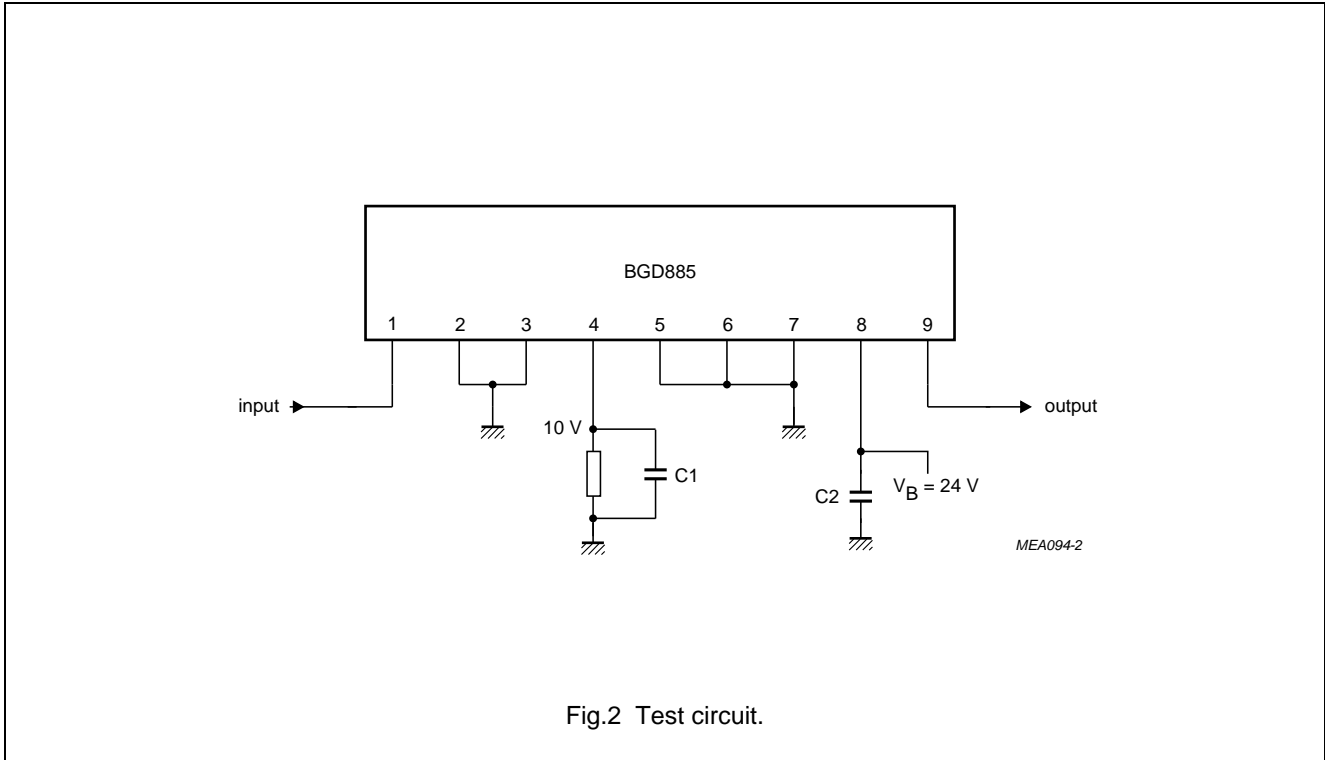 BGD885
1 2 3 4 5 6 7 8 9
input output
10 V
C1
C2 VB = 24 V
MEA094-2
Fig.2 Test circuit.